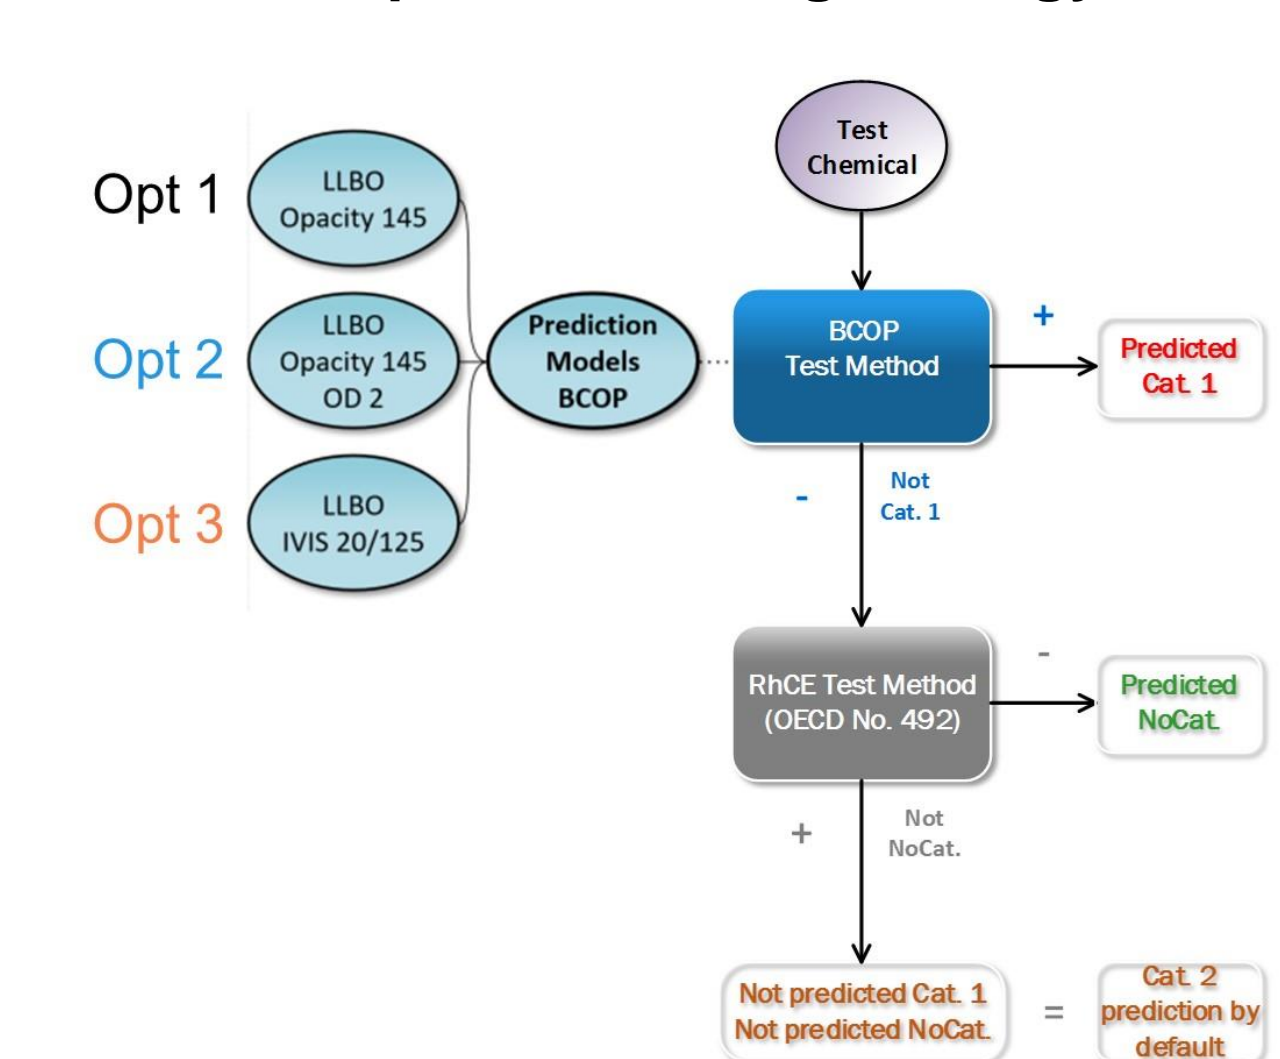 Test
Chemical
Opt 1
LLBO
Opacity 145
Opt 2
LLBO
Opacity 145
OD 2
Opt 3
LLBO
IVIS 20/125
Prediction
Models
BCOP
BCOP
Test Method
+
Predicted
Cat. 1
-
Not
Cat. 1
RhCE Test Method
(OECD No. 492)
-
Predicted
NoCat.
+
Not
NoCat.
Not predicted Cat. 1
Not predicted NoCat.
=
Cat. 2
prediction by
default